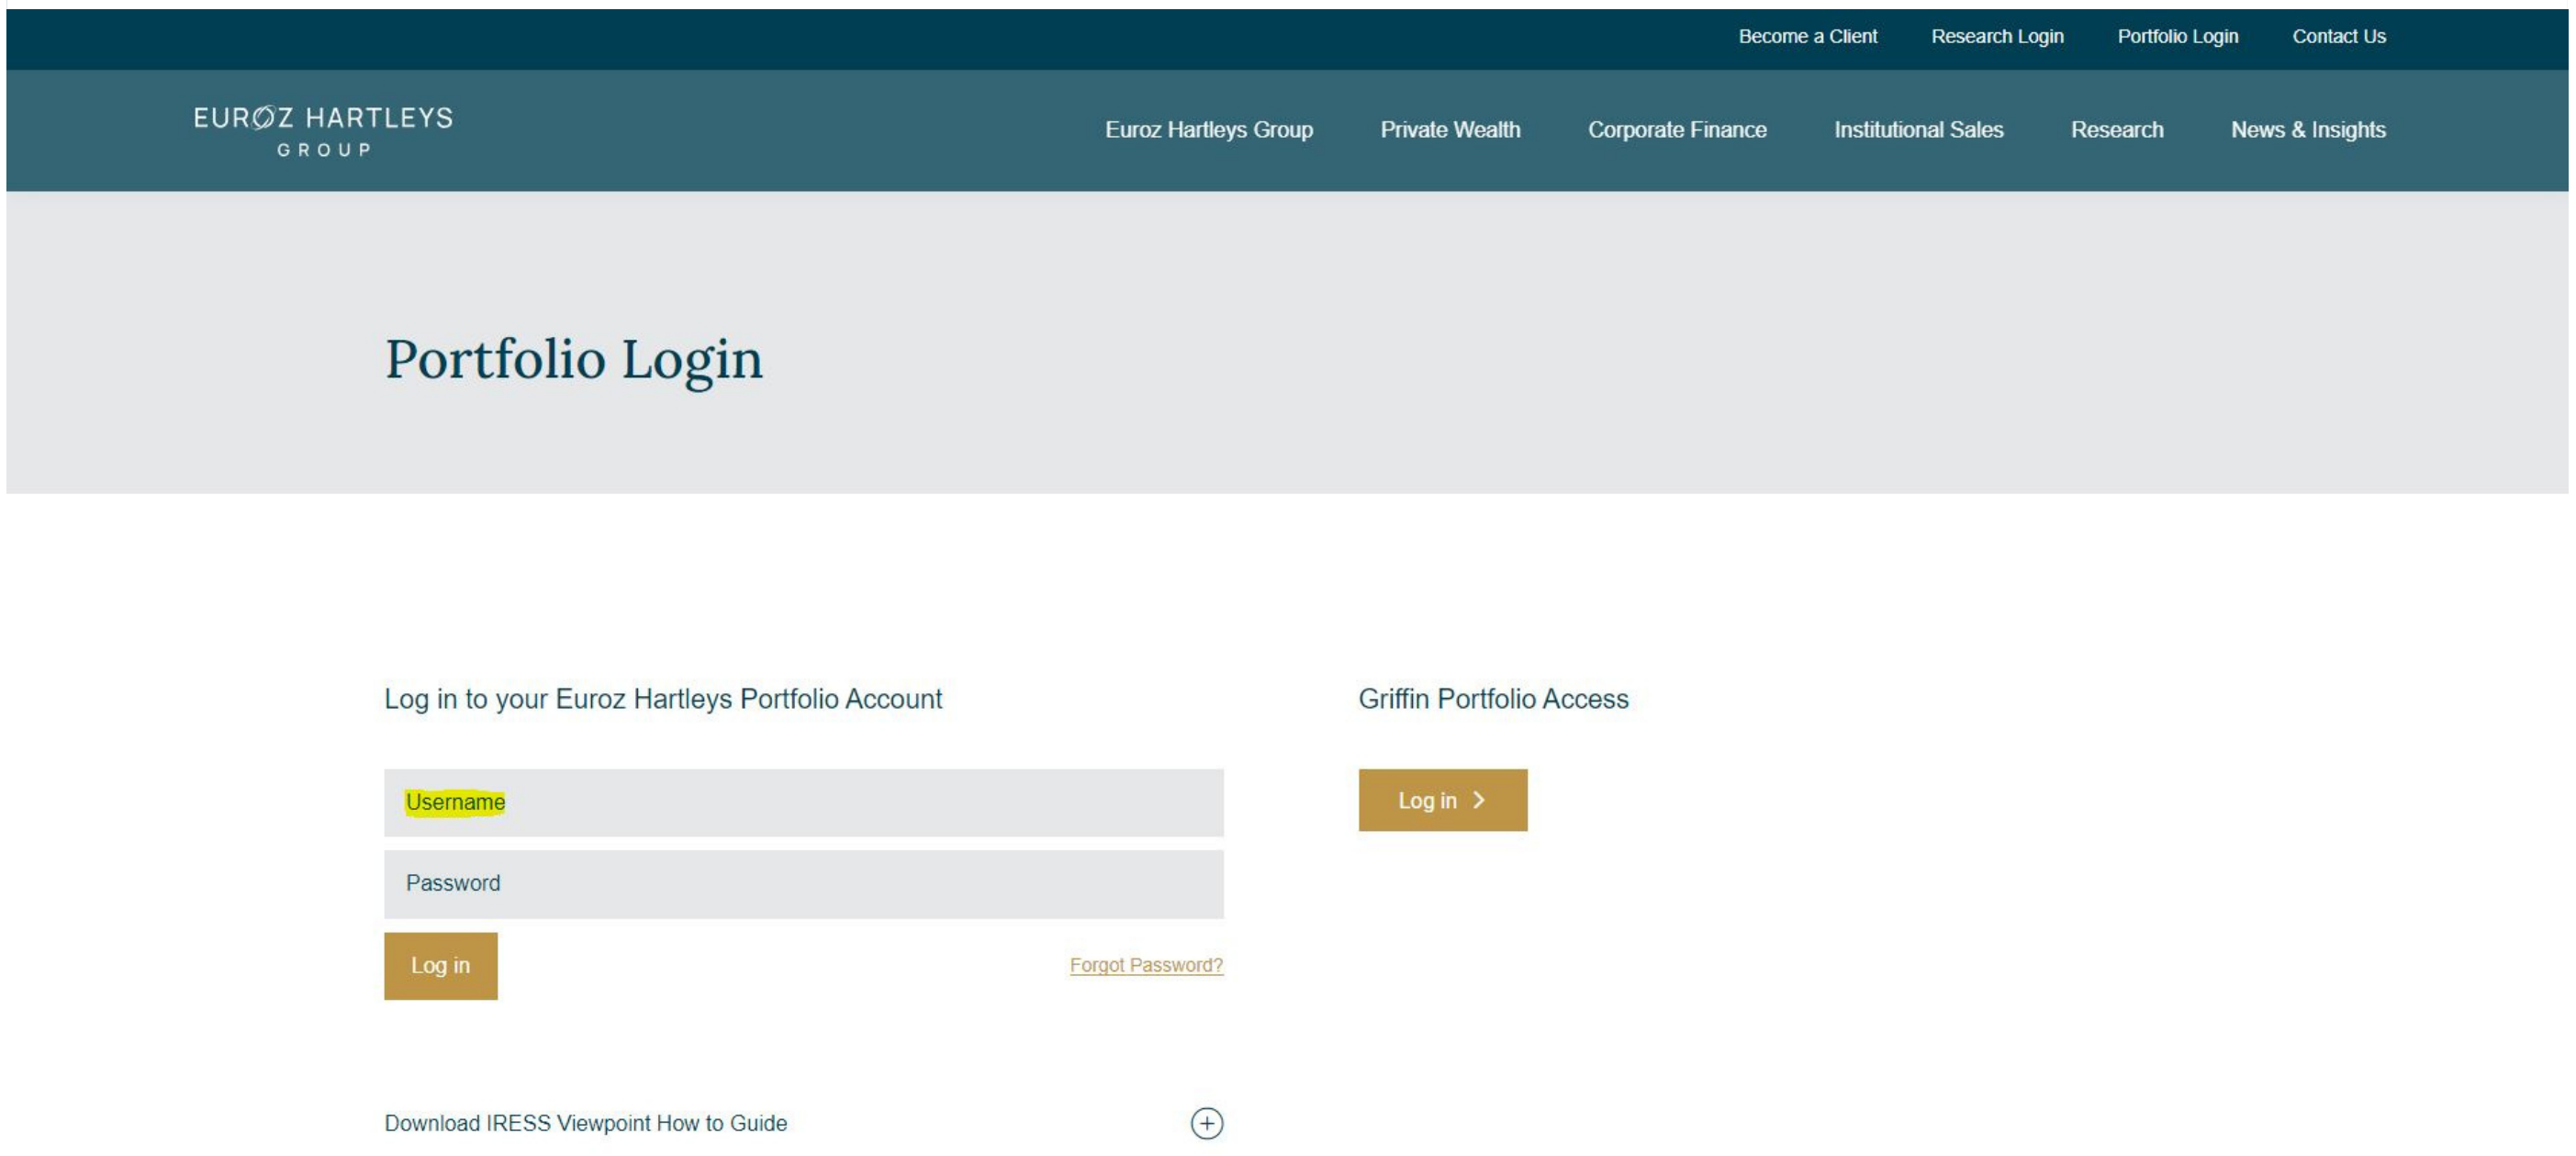 Become a Client Research Login Portfolio Login Contact Us
EUROZ HARTLEYS
GROUP
Euroz Hartleys Group Private Wealth Corporate Finance Institutional Sales Research News & Insights
Portfolio Login
Log in to your Euroz Hartleys Portfolio Account
Username
Password
Log in
Forgot Password?
Griffin Portfolio Access
Log in
Download IRESS Viewpoint How to Guide